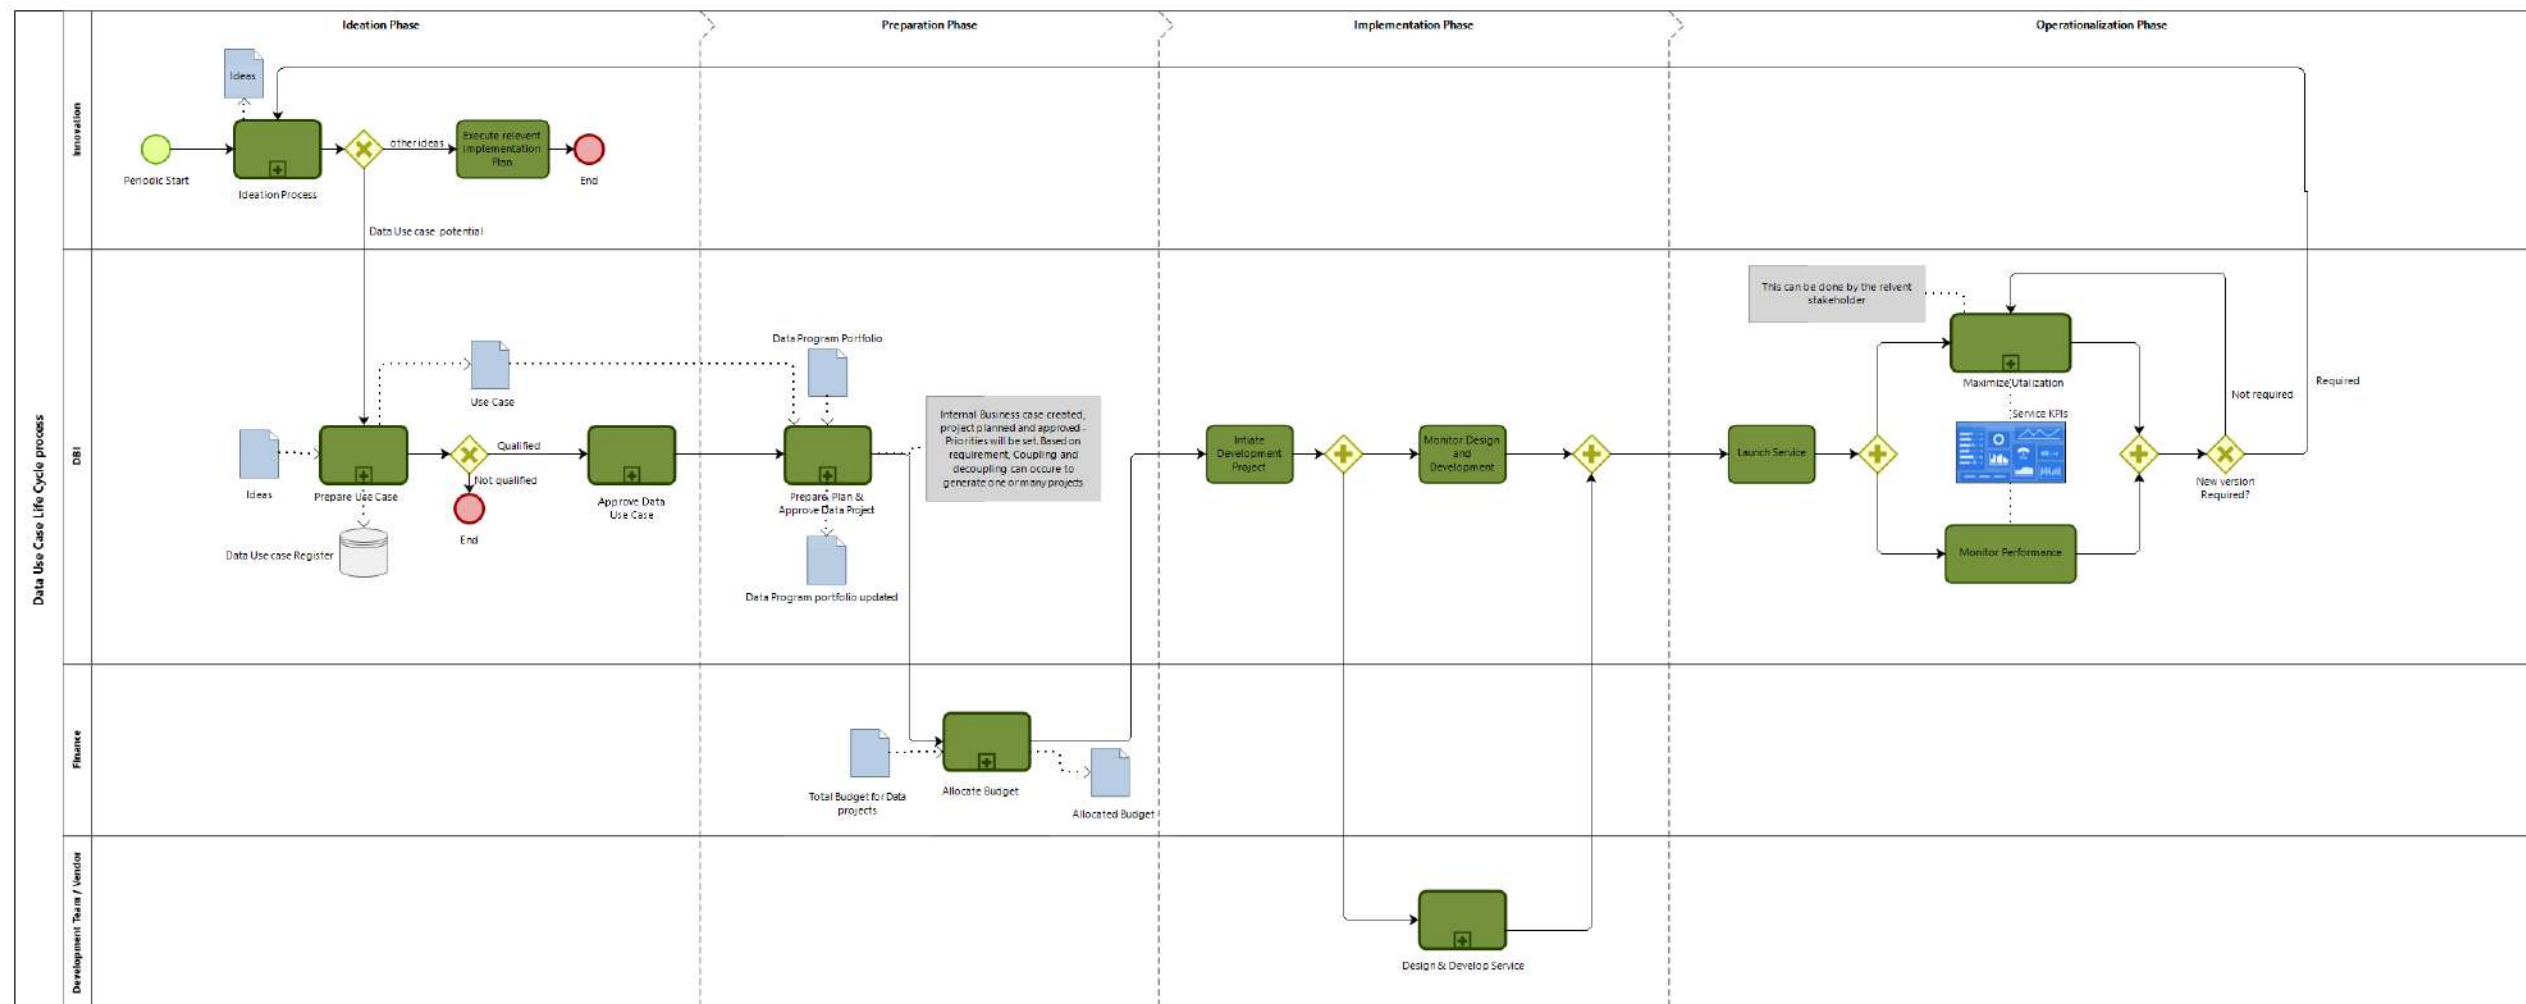 Ideation Phase
Preparation Phase
Implementation Phase
Operationalization Phase
Data Use Case Life Cycle process
Innovation
Ideas
Periodic Start
Ideation Process
other ideas
Execute relevent
implementation
Plan
End
Data Use case potential
DBI
Ideas
Prepare Use Case
Data Use case Register
Use Case
Qualified
Not qualified
End
Approve Data
Use Case
Data Program Portfolio
Prepare, Plan &
Approve Data Project
Data Program portfolio updated
Internal Business case created,
project planned and approved -
Priorities will be set. Based on
requirement, Coupling and
decoupling can occure to
generate one or many projects
Intiate
Development
Project
Monitor Design
and
Development
Launch Service
This can be done by the relvent
stakeholder
Maximize Utalization
Service KPIs
Monitor Performance
New version
Required?
Not required
Required
Finance
Total Budget for Data
projects
Allocate Budget
Allocated Budget
Development Team / Vendor
Design & Develop Service